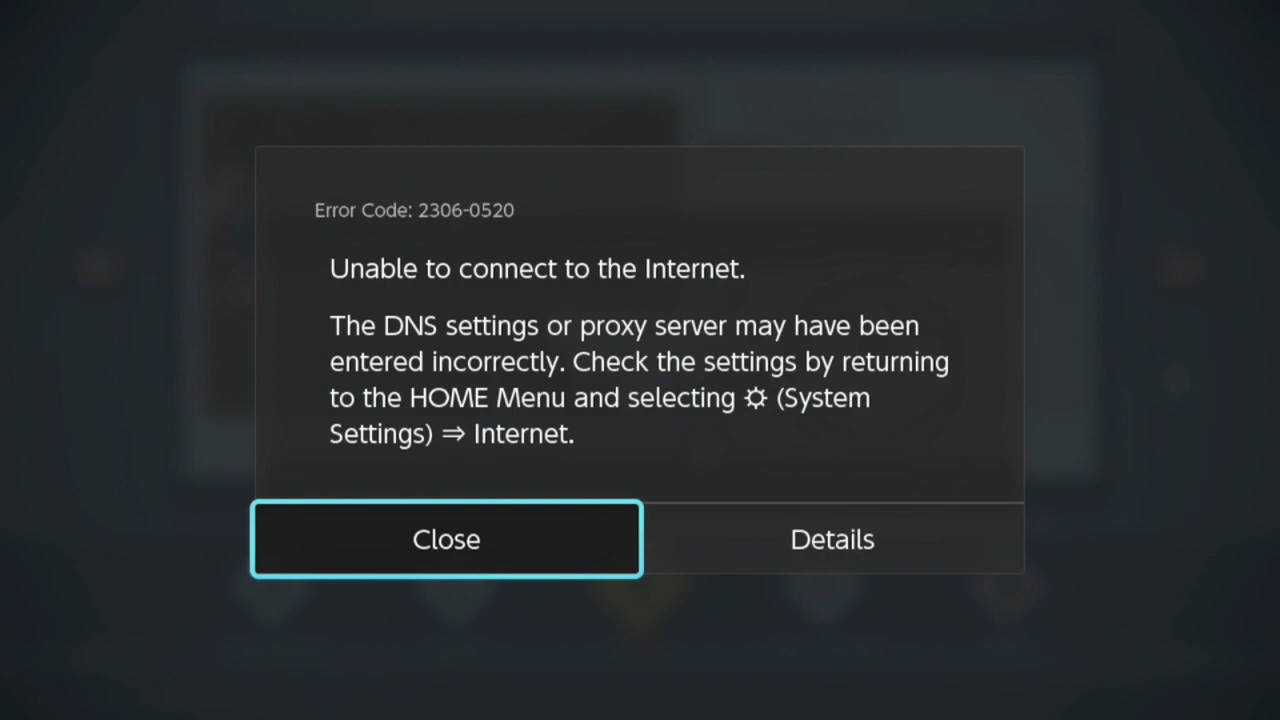 Error Code: 2306-0520
Unable to connect to the Internet.
The DNS settings or proxy server may have been
entered incorrectly. Check the settings by returning
to the HOME Menu and selecting ⚙ (System
Settings) ⇒ Internet.
Close
Details